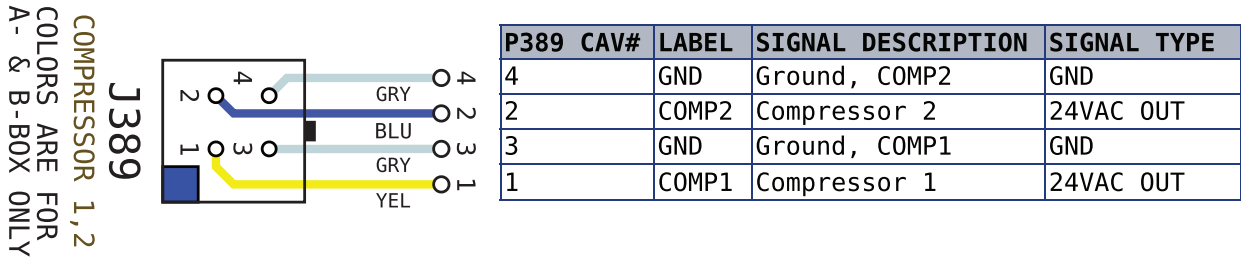 COLORS ARE FOR
A- & B-BOX ONLY
COMPRESSOR 1,2
J389
2 4
1 3
GRY 4
BLU 2
GRY 3
YEL 1
P389 CAV# LABEL SIGNAL DESCRIPTION SIGNAL TYPE
4 GND Ground, COMP2 GND
2 COMP2 Compressor 2 24VAC OUT
3 GND Ground, COMP1 GND
1 COMP1 Compressor 1 24VAC OUT